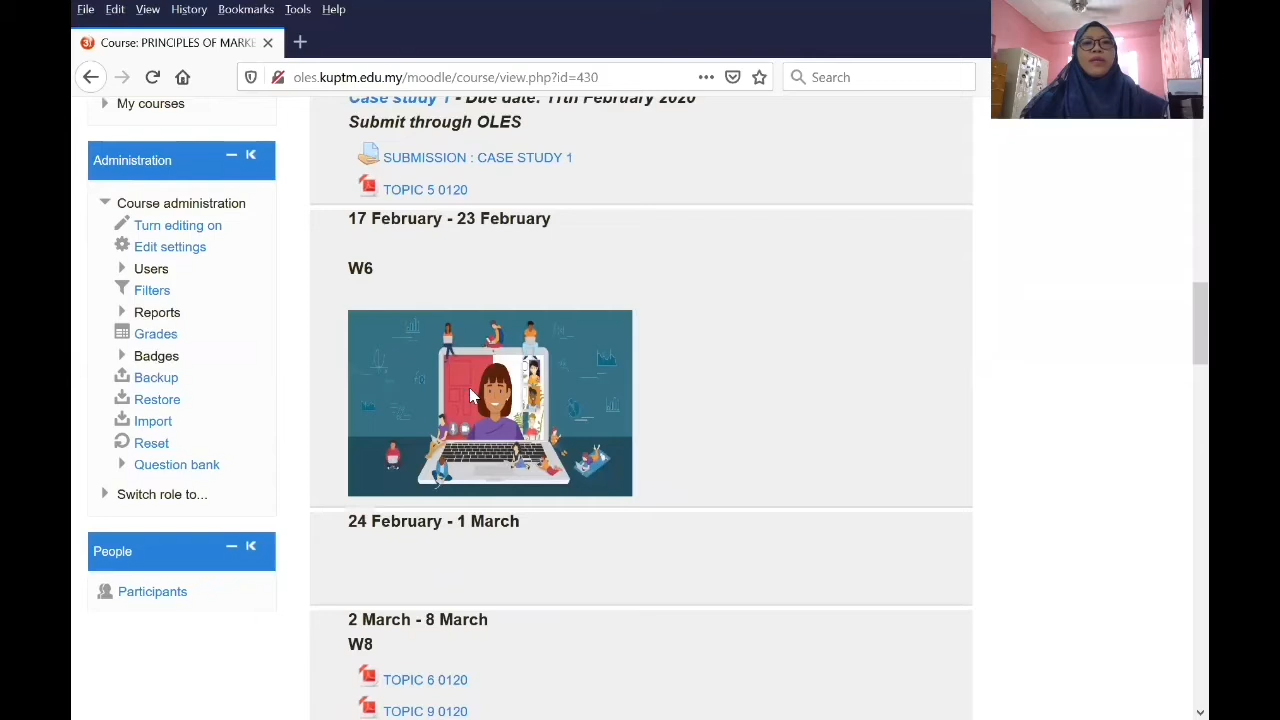 File Edit View History Bookmarks Tools Help
Course: PRINCIPLES OF MARKE
oles.kuptm.edu.my/moodle/course/view.php?id=430
Search
My courses
Administration
Course administration
Turn editing on
Edit settings
Users
Filters
Reports
Grades
Badges
Backup
Restore
Import
Reset
Question bank
Switch role to...
People
Participants
Case study 1 - Due date: 11th February 2020
Submit through OLES
SUBMISSION : CASE STUDY 1
TOPIC 5 0120
17 February - 23 February
W6
24 February - 1 March
2 March - 8 March
W8
TOPIC 6 0120
TOPIC 9 0120